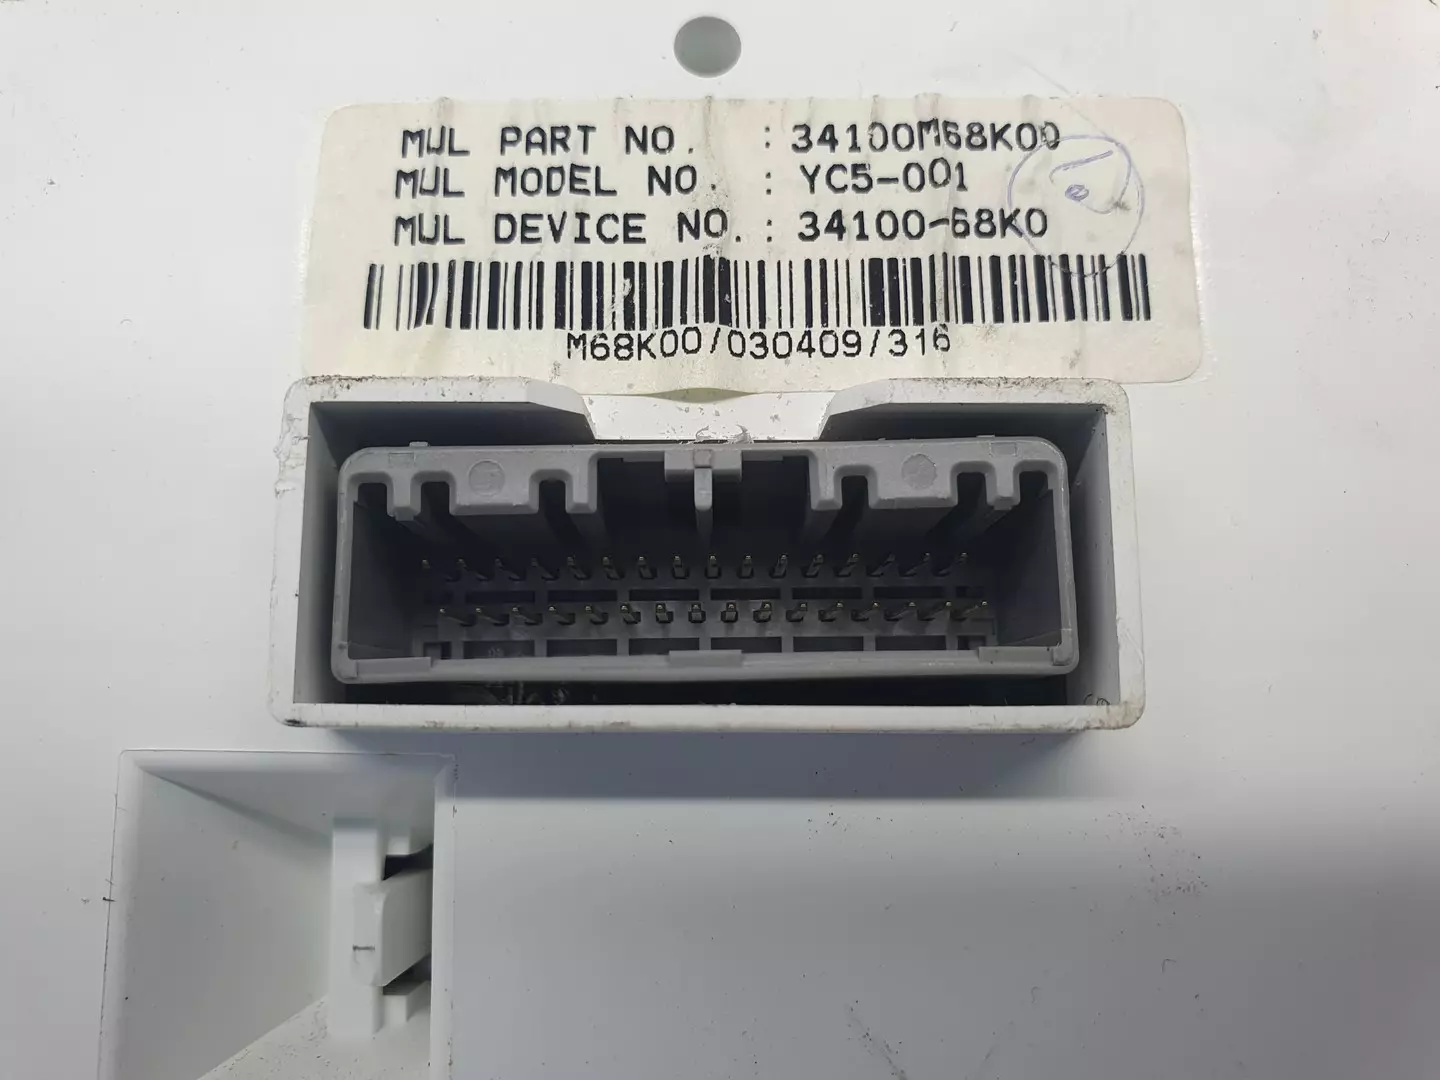 MUL PART NO. : 34100M68K00
MUL MODEL NO. : YC5-001
MUL DEVICE NO. : 34100-68K0
M68K00/030409/316